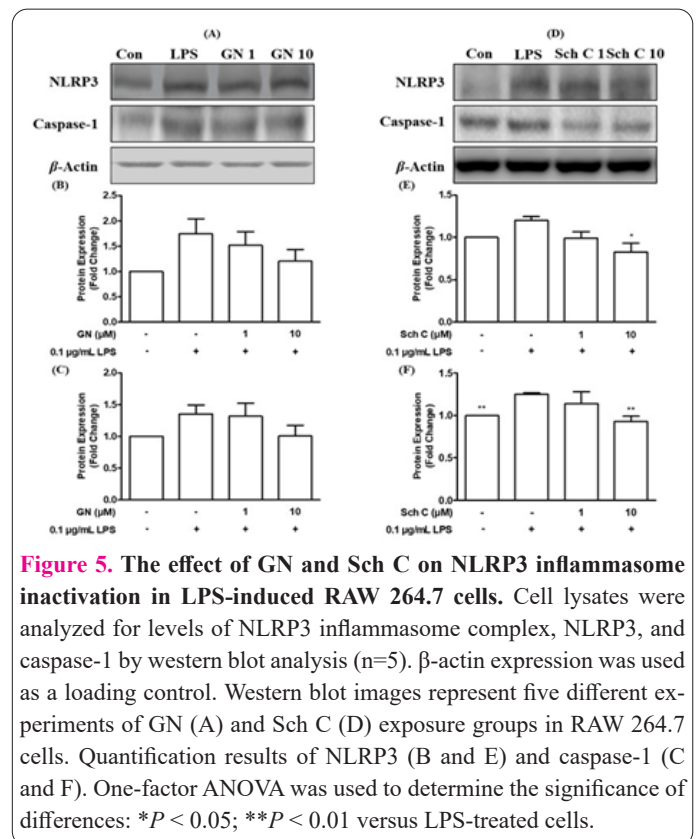 (A)
Con LPS GN 1 GN 10
NLRP3
Caspase-1
β-Actin
(B)
Protein Expression
(Fold Change)
2.5
2.0
1.5
1.0
0.5
0.0
GN (μM) - - 1 10
0.1 μg/mL LPS - + + +
(C)
Protein Expression
(Fold Change)
2.0
1.5
1.0
0.5
0.0
GN (μM) - - 1 10
0.1 μg/mL LPS - + + +
(D)
Con LPS Sch C 1 Sch C 10
NLRP3
Caspase-1
β-Actin
(E)
Protein Expression
(Fold Change)
1.5
1.0
0.5
0.0
*
Sch C (μM) - - 1 10
0.1 μg/mL LPS - + + +
(F)
Protein Expression
(Fold Change)
1.5
1.0
0.5
0.0
** **
Sch C (μM) - - 1 10
0.1 μg/mL LPS - + + +
Figure 5. The effect of GN and Sch C on NLRP3 inflammasome
inactivation in LPS-induced RAW 264.7 cells. Cell lysates were
analyzed for levels of NLRP3 inflammasome complex, NLRP3, and
caspase-1 by western blot analysis (n=5). β-actin expression was used
as a loading control. Western blot images represent five different ex-
periments of GN (A) and Sch C (D) exposure groups in RAW 264.7
cells. Quantification results of NLRP3 (B and E) and caspase-1 (C
and F). One-factor ANOVA was used to determine the significance of
differences: *P < 0.05; **P < 0.01 versus LPS-treated cells.